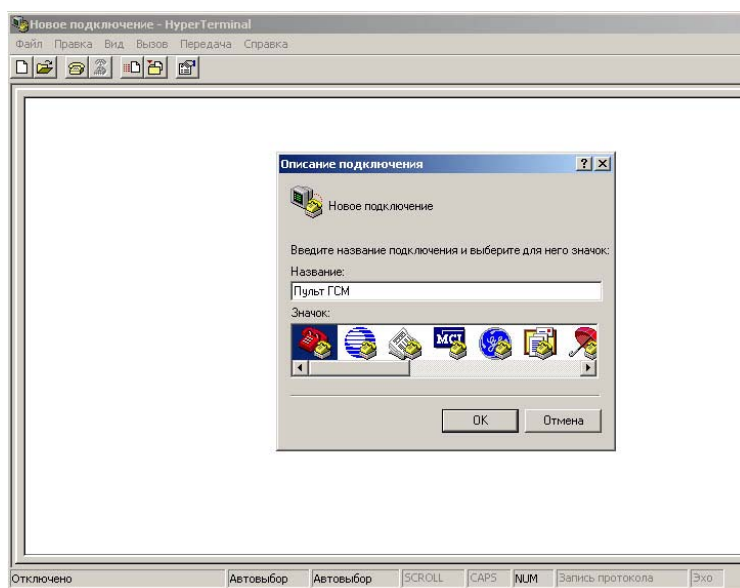 Новое подключение - HyperTerminal
Файл Правка Вид Вызов Передача Справка
Описание подключения
Новое подключение
Введите название подключения и выберите для него значок:
Название:
Пульт ГСМ
Значок:
MCI
OK Отмена
Отключено Автовыбор Автовыбор SCROLL CAPS NUM Запись протокола Эхо